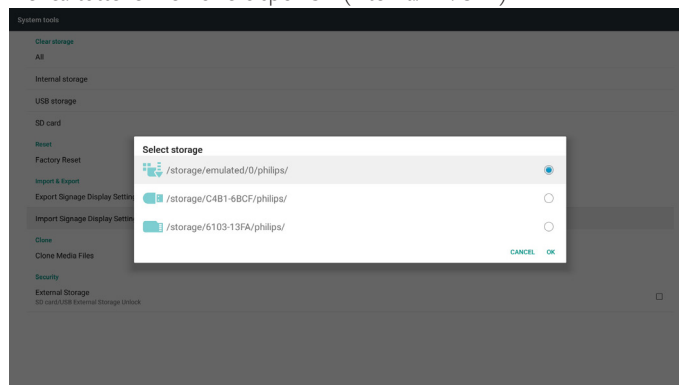 System tools
Clear storage
All
Internal storage
USB storage
SD card
Reset
Factory Reset
Import & Export
Export Signage Display Setting
Import Signage Display Settin
Clone
Clone Media Files
Security
External Storage
SD card/USB External Storage Unlock
Select storage
/storage/emulated/0/philips/
/storage/C4B1-6BCF/philips/
/storage/6103-13FA/philips/
CANCEL OK